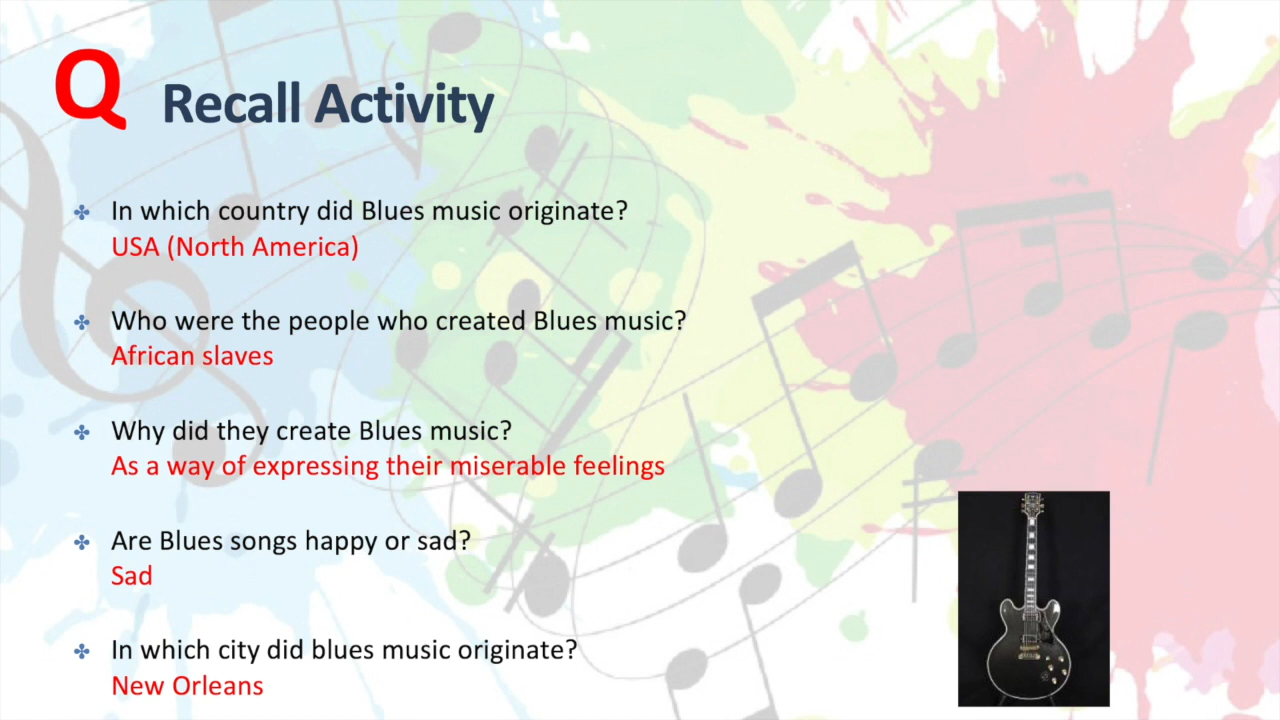 Q Recall Activity
In which country did Blues music originate?
USA (North America)
Who were the people who created Blues music?
African slaves
Why did they create Blues music?
As a way of expressing their miserable feelings
Are Blues songs happy or sad?
Sad
In which city did blues music originate?
New Orleans